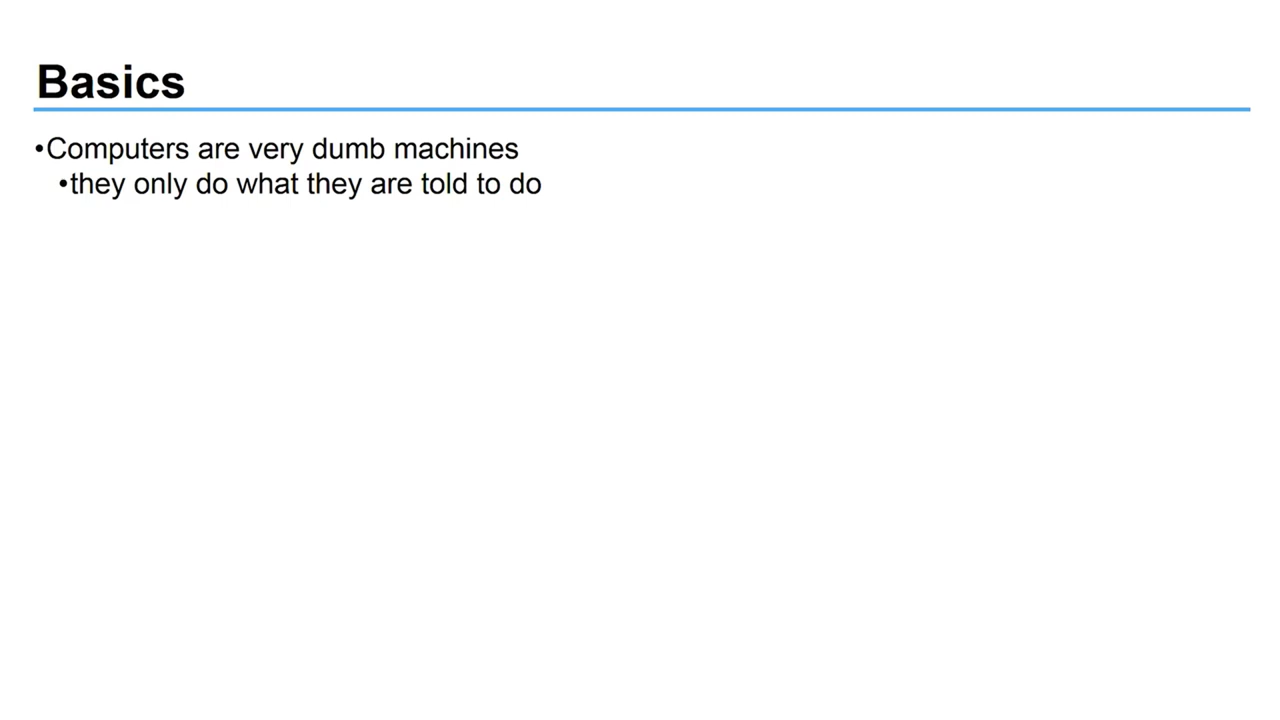 Basics
•Computers are very dumb machines
•they only do what they are told to do